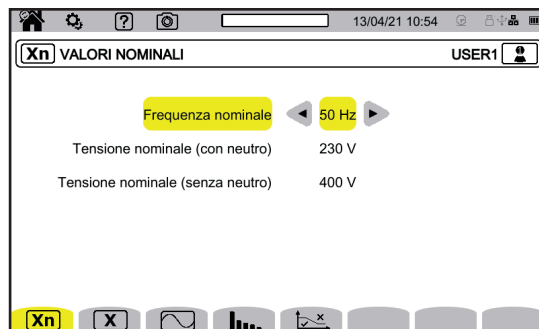 ? 13/04/21 10:54
Xn VALORI NOMINALI USER1
Frequenza nominale 50 Hz
Tensione nominale (con neutro) 230 V
Tensione nominale (senza neutro) 400 V
Xn X